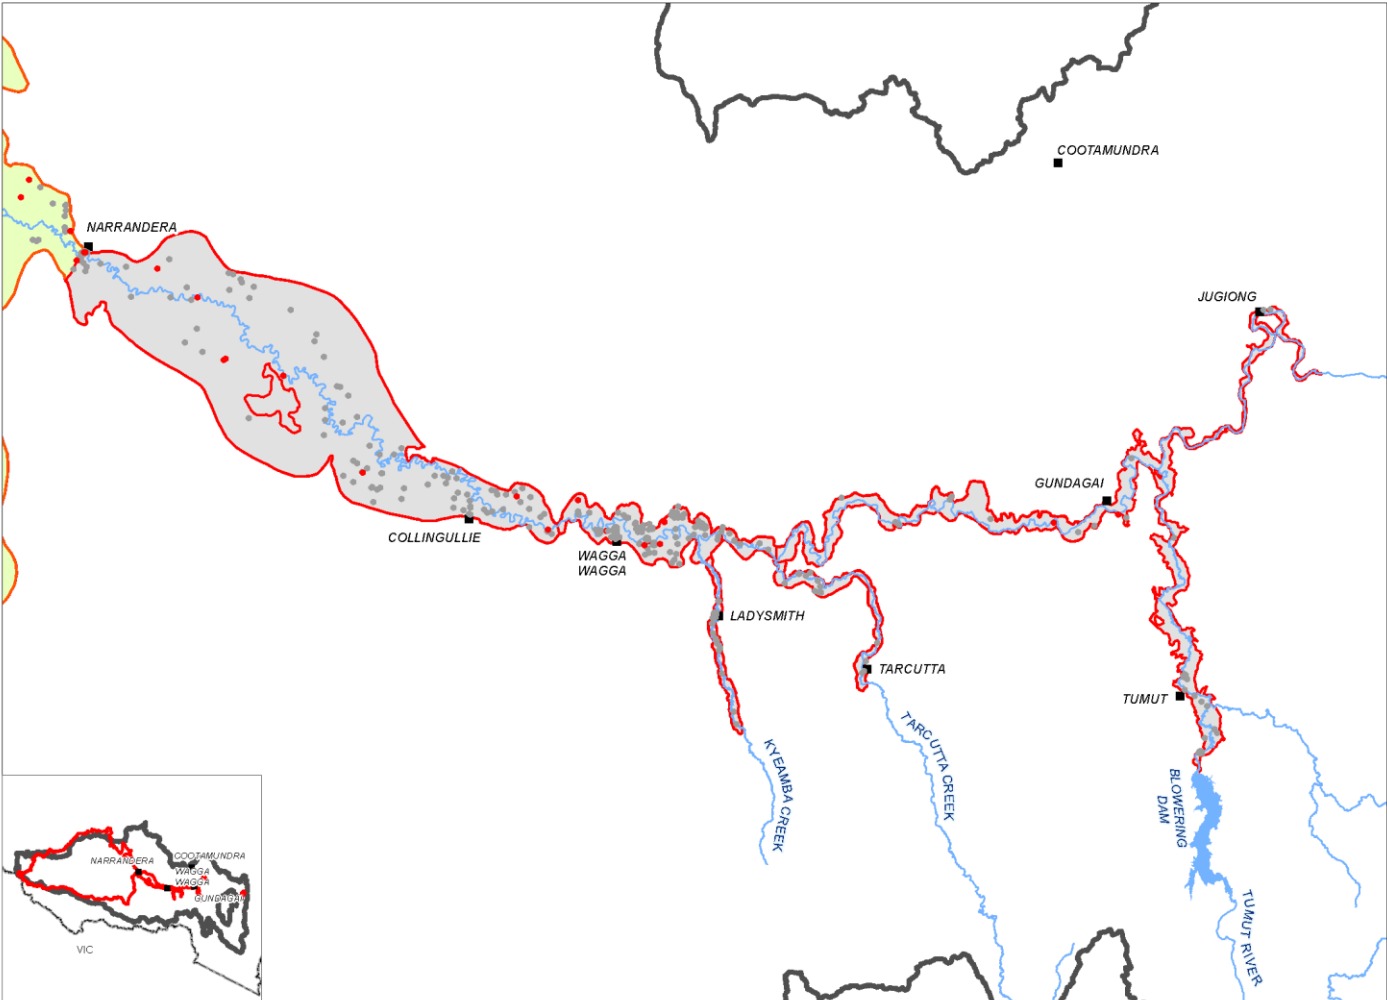 COOTAMUNDRA
NARRANDERA
JUGIONG
GUNDAGAI
COLLINGULLIE
WAGGA
WAGGA
LADYSMITH
TARCUTTA
TUMUT
KYEAMBA CREEK
TARCUTTA CREEK
BLOWERING
DAM
TUMUT RIVER
COOTAMUNDRA
NARRANDERA
WAGGA
WAGGA
GUNDAGAI
VIC